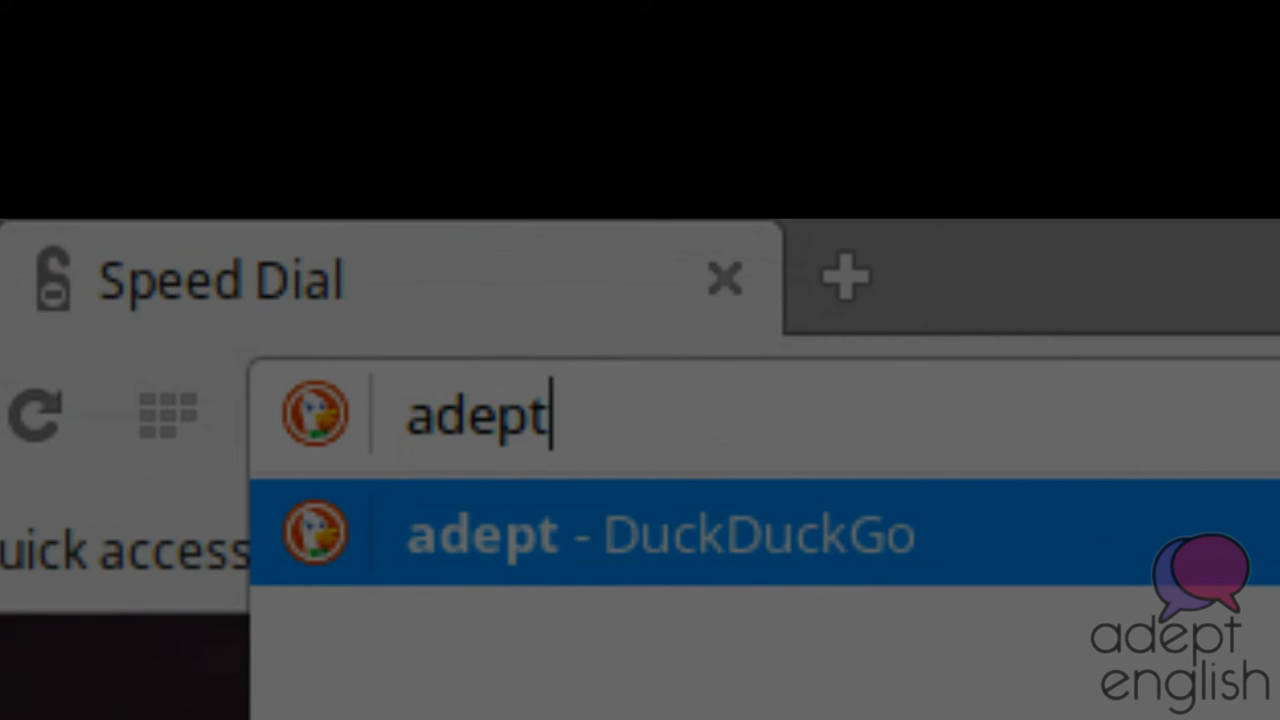 Speed Dial
adept
uick access
adept - DuckDuckGo
adept
english